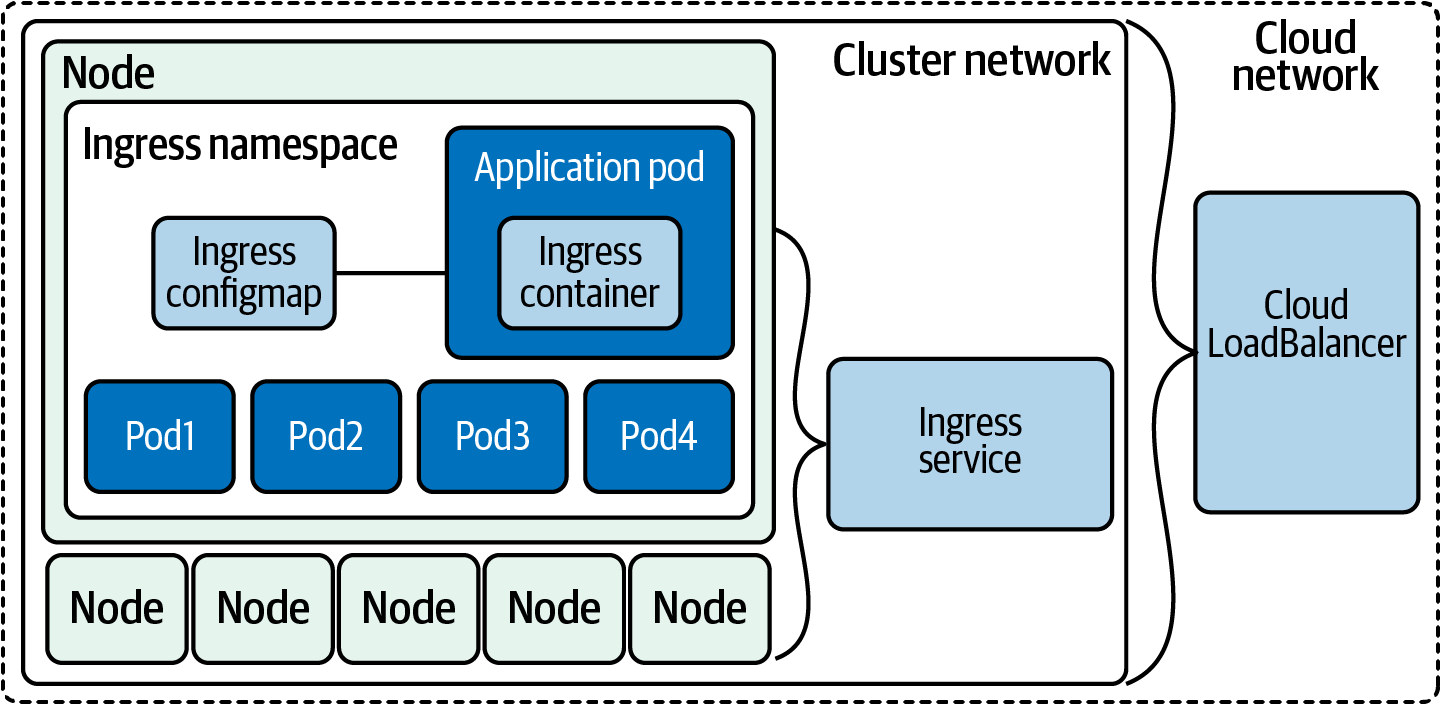 Node
Ingress namespace
Application pod
Ingress
configmap
Ingress
container
Pod1
Pod2
Pod3
Pod4
Node
Node
Node
Node
Node
Cluster network
Ingress
service
Cloud
network
Cloud
LoadBalancer